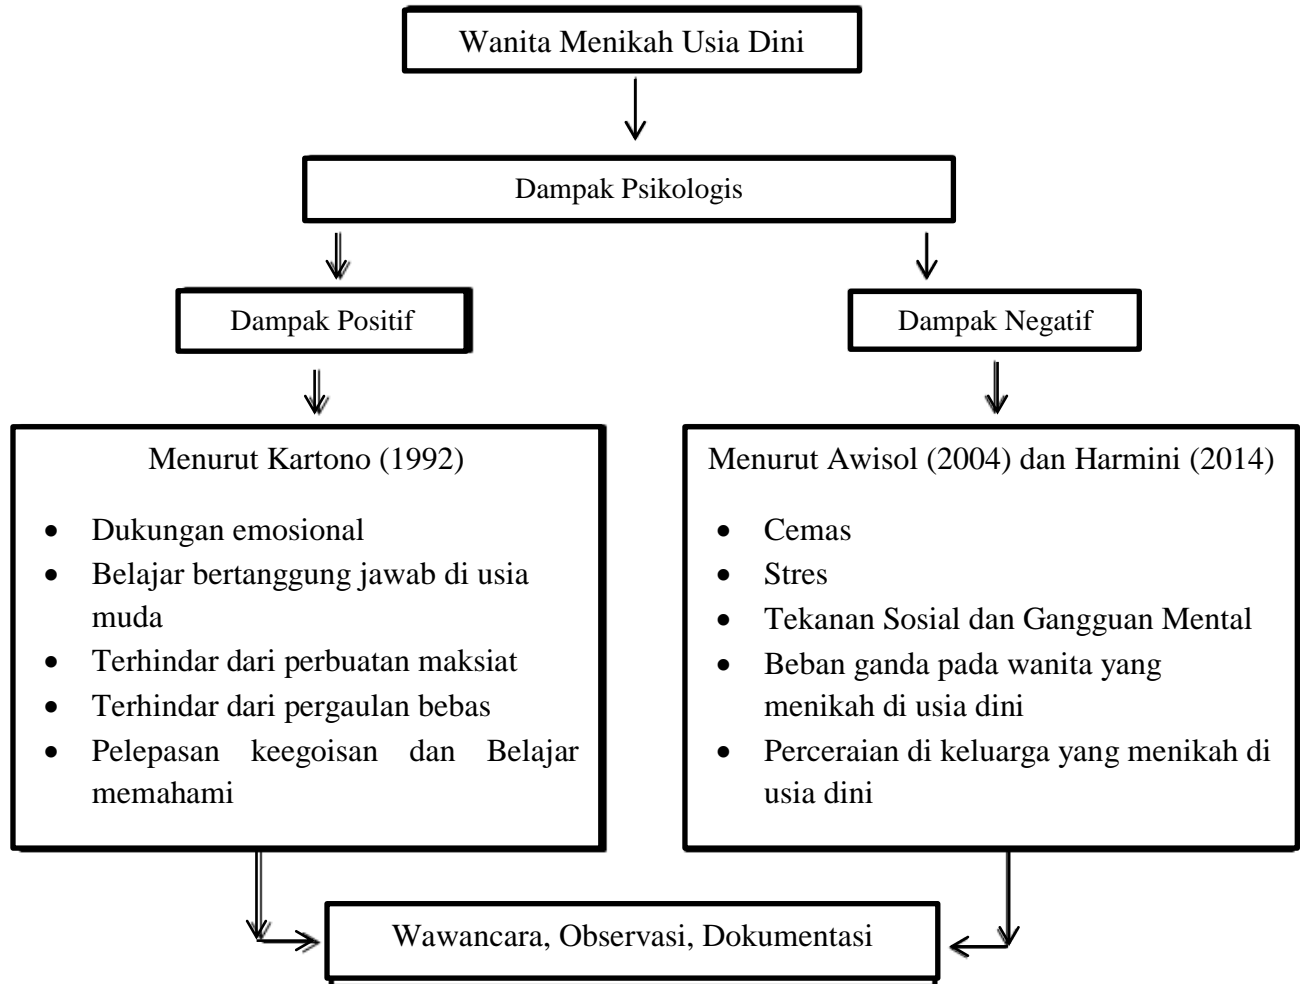 Wanita Menikah Usia Dini
Dampak Psikologis
Dampak Positif
Dampak Negatif
Menurut Kartono (1992)
• Dukungan emosional
• Belajar bertanggung jawab di usia
muda
• Terhindar dari perbuatan maksiat
• Terhindar dari pergaulan bebas
• Pelepasan keegoisan dan Belajar
memahami
Menurut Awisol (2004) dan Harmini (2014)
• Cemas
• Stres
• Tekanan Sosial dan Gangguan Mental
• Beban ganda pada wanita yang
menikah di usia dini
• Perceraian di keluarga yang menikah di
usia dini
Wawancara, Observasi, Dokumentasi